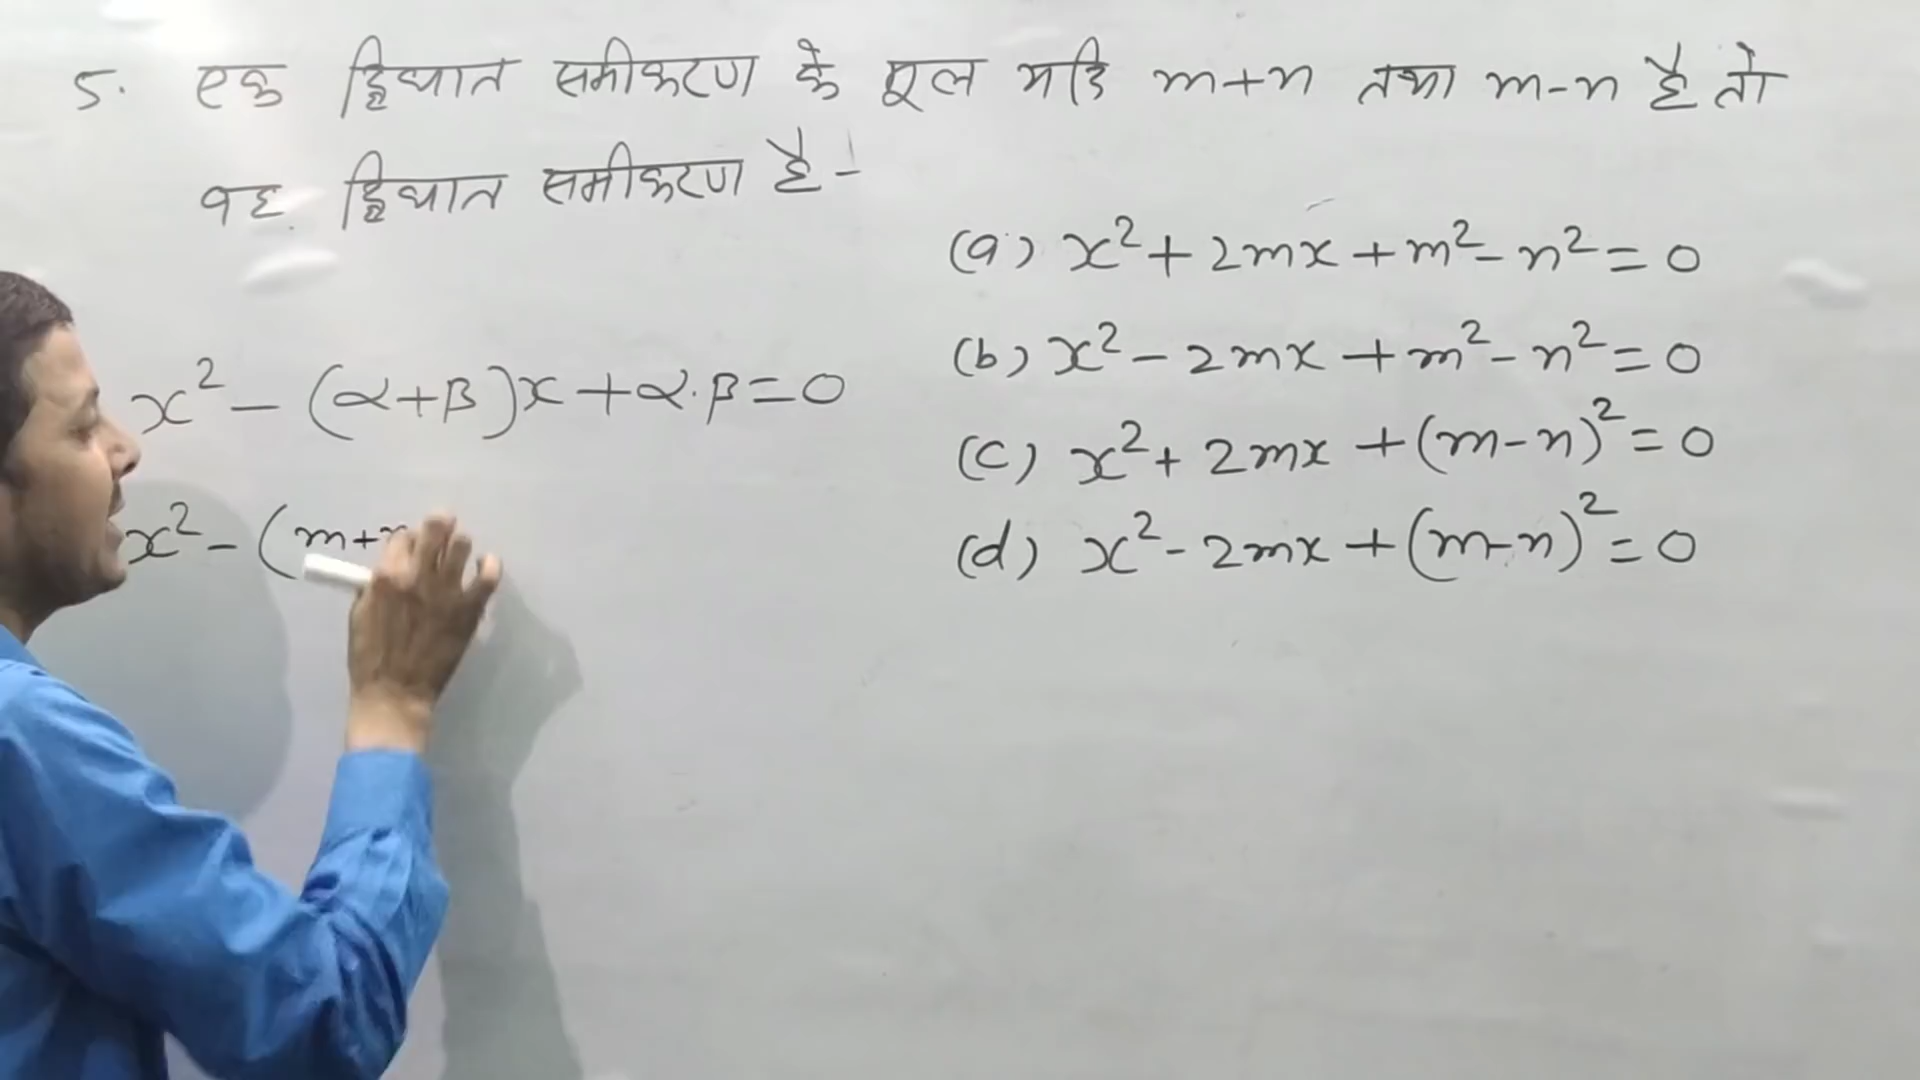 5. एक द्विघात समीकरण के मूल यदि m+n तथा m-n है तो
वह द्विघात समीकरण है-
(a) x²+2mx+m²-n²=0
(b) x²-2mx+m²-n²=0
(c) x²+2mx+(m-n)²=0
(d) x²-2mx+(m-n)²=0
x²-(α+β)x+α.β=0
x²-(m+